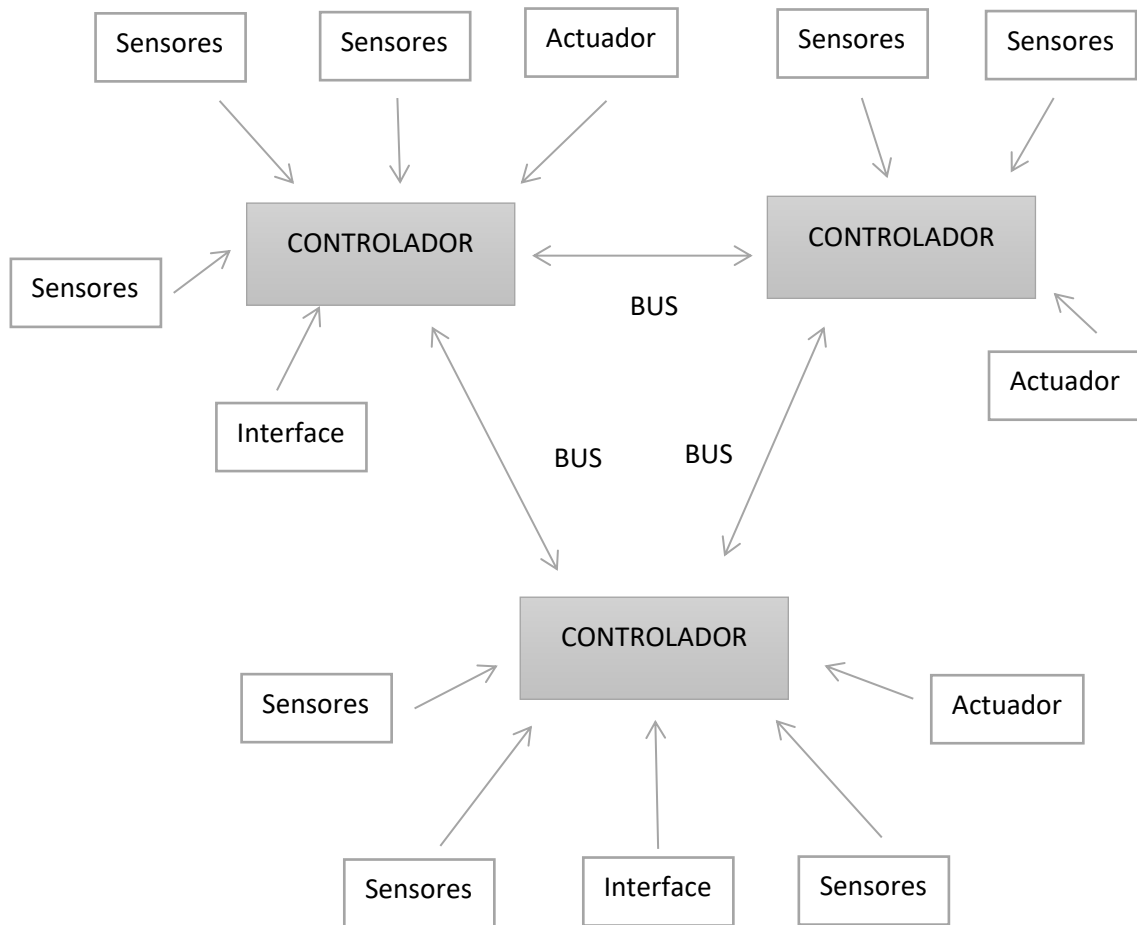 Sensores
Sensores
Actuador
Sensores
Sensores
CONTROLADOR
CONTROLADOR
Sensores
BUS
Actuador
Interface
BUS
BUS
CONTROLADOR
Sensores
Actuador
Sensores
Interface
Sensores